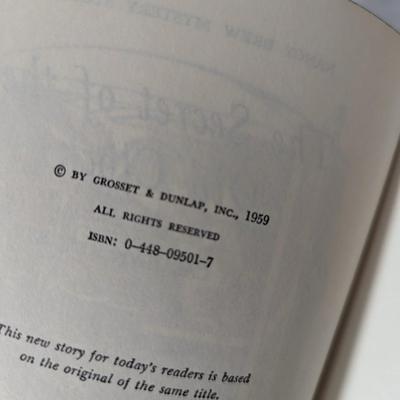 © BY GROSSET & DUNLAP, INC., 1959
ALL RIGHTS RESERVED
ISBN: 0-448-09501-7
This new story for today's readers is based
on the original of the same title.